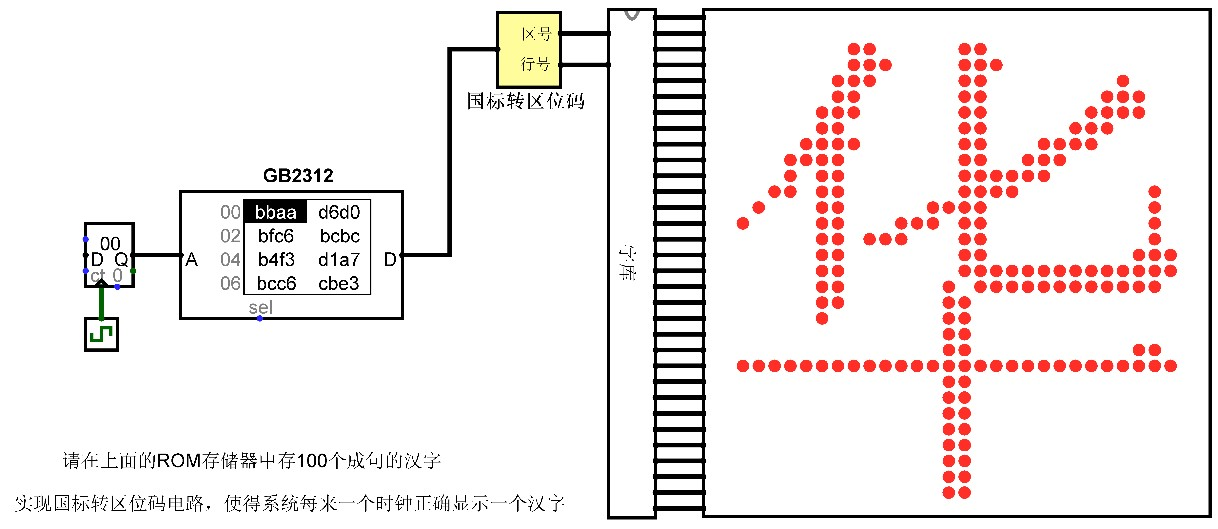 区号
行号
国标转区位码
GB2312
00 bbaa d6d0
02 bfc6 bcbc
04 b4f3 d1a7
06 bcc6 cbe3
A
D
sel
00
D Q
ct 0
字库
华
请在上面的ROM存储器中存100个成句的汉字
实现国标转区位码电路，使得系统每来一个时钟正确显示一个汉字